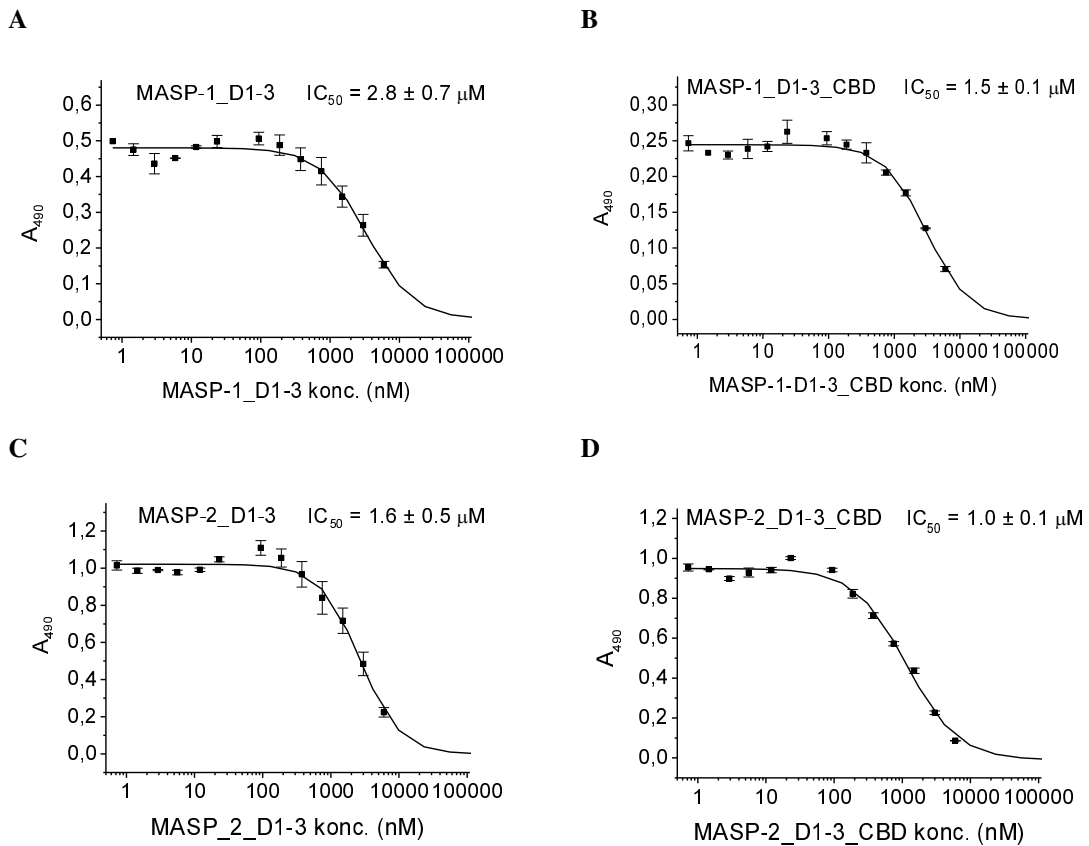 A
MASP-1_D1-3 IC50 = 2.8 ± 0.7 µM
0,6
0,5
0,4
0,3
0,2
0,1
0,0
A490
1 10 100 1000 10000 100000
MASP-1_D1-3 konc. (nM)
B
MASP-1_D1-3_CBD IC50 = 1.5 ± 0.1 µM
0,30
0,25
0,20
0,15
0,10
0,05
0,00
A490
1 10 100 1000 10000 100000
MASP-1-D1-3_CBD konc. (nM)
C
MASP-2_D1-3 IC50 = 1.6 ± 0.5 µM
1,2
1,0
0,8
0,6
0,4
0,2
0,0
A490
1 10 100 1000 10000 100000
MASP_2_D1-3 konc. (nM)
D
MASP-2_D1-3_CBD IC50 = 1.0 ± 0.1 µM
1,2
1,0
0,8
0,6
0,4
0,2
0,0
A490
1 10 100 1000 10000 100000
MASP-2_D1-3_CBD konc. (nM)